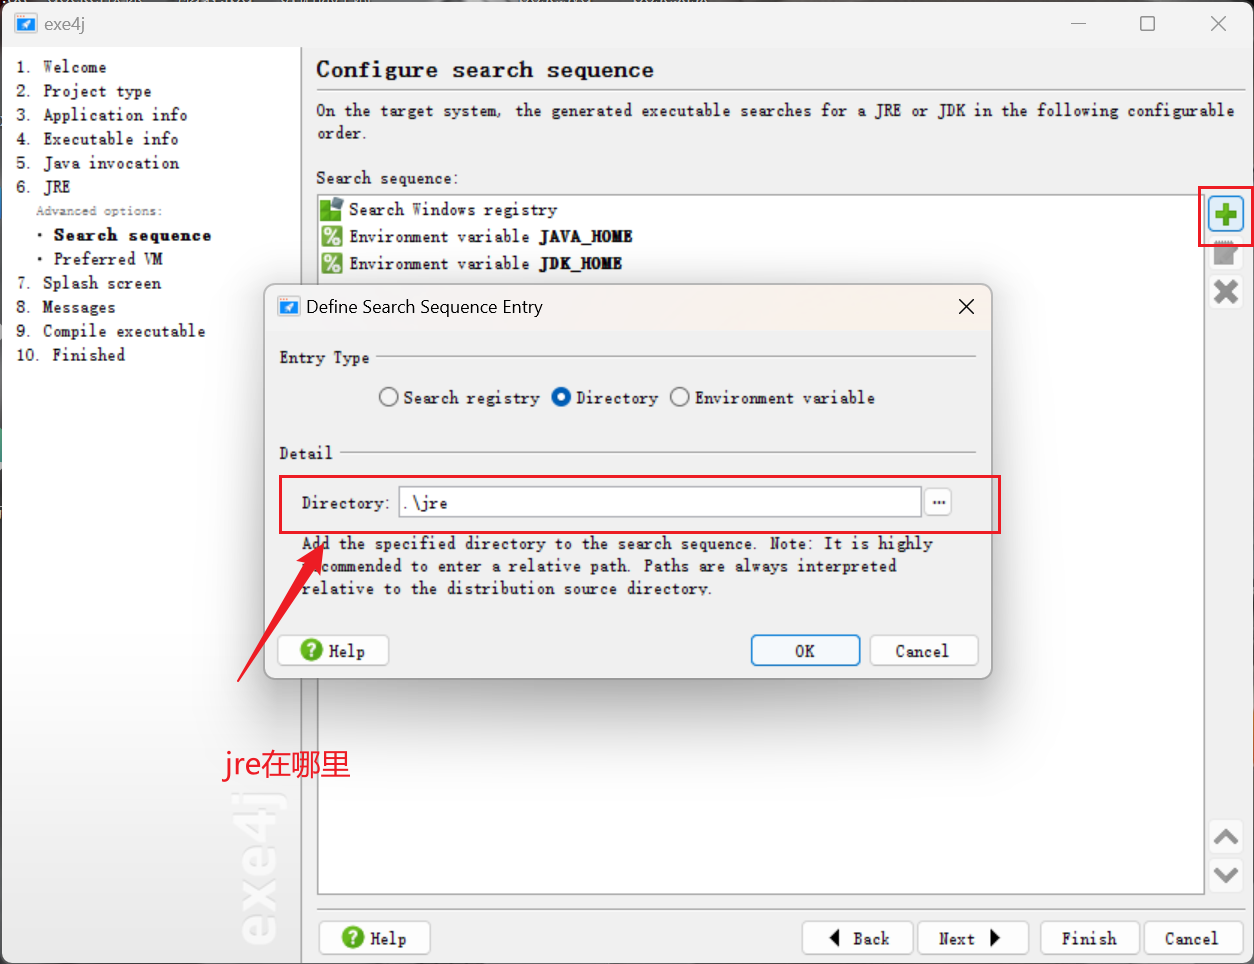 exe4j
1. Welcome
2. Project type
3. Application info
4. Executable info
5. Java invocation
6. JRE
Advanced options:
· Search sequence
· Preferred VM
7. Splash screen
8. Messages
9. Compile executable
10. Finished
Configure search sequence
On the target system, the generated executable searches for a JRE or JDK in the following configurable
order.
Search sequence:
Search Windows registry
Environment variable JAVA_HOME
Environment variable JDK_HOME
Define Search Sequence Entry
Entry Type
Search registry Directory Environment variable
Detail
Directory: .\jre ...
Add the specified directory to the search sequence. Note: It is highly
recommended to enter a relative path. Paths are always interpreted
relative to the distribution source directory.
Help OK Cancel
jre在哪里
exe4j
Help Back Next Finish Cancel